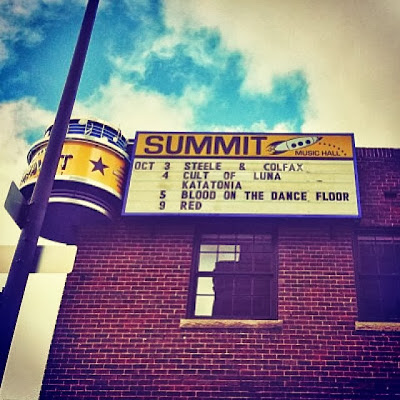 SUMMIT
MUSIC HALL
OCT 3 STEELE & COLFAX
4 CULT OF LUNA
KATATONIA
5 BLOOD ON THE DANCE FLOOR
9 RED